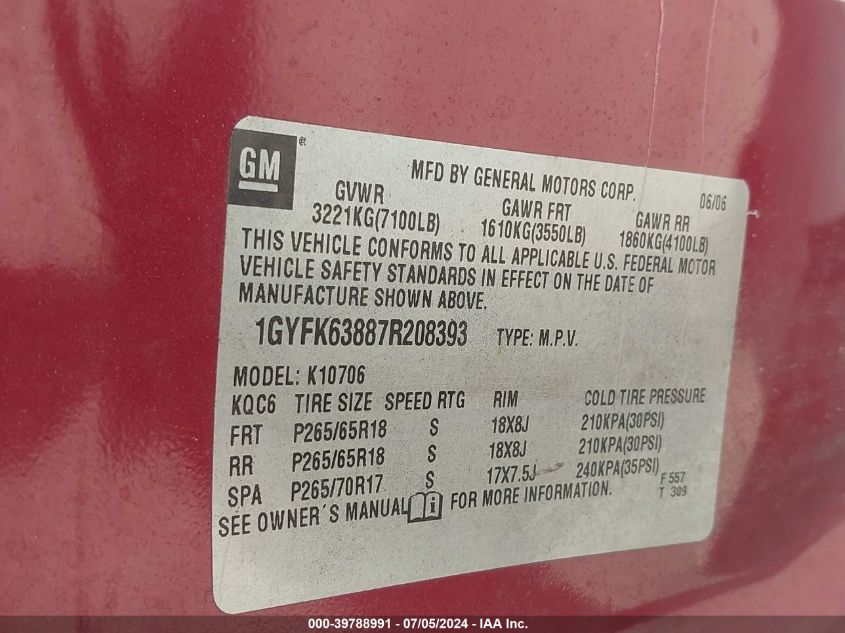 GM
MFD BY GENERAL MOTORS CORP. 06/06
GVWR GAWR FRT GAWR RR
3221KG(7100LB) 1610KG(3550LB) 1860KG(4100LB)
THIS VEHICLE CONFORMS TO ALL APPLICABLE U.S. FEDERAL MOTOR
VEHICLE SAFETY STANDARDS IN EFFECT ON THE DATE OF
MANUFACTURE SHOWN ABOVE.
1GYFK63887R208393 TYPE: M.P.V.
MODEL: K10706
KQC6 TIRE SIZE SPEED RTG RIM COLD TIRE PRESSURE
FRT P265/65R18 S 18X8J 210KPA(30PSI)
RR P265/65R18 S 18X8J 210KPA(30PSI)
SPA P265/70R17 S 17X7.5J 240KPA(35PSI)
SEE OWNER'S MANUAL FOR MORE INFORMATION. F 557
T 309
000-39788991 / 07/05/2024 - IAA Inc.